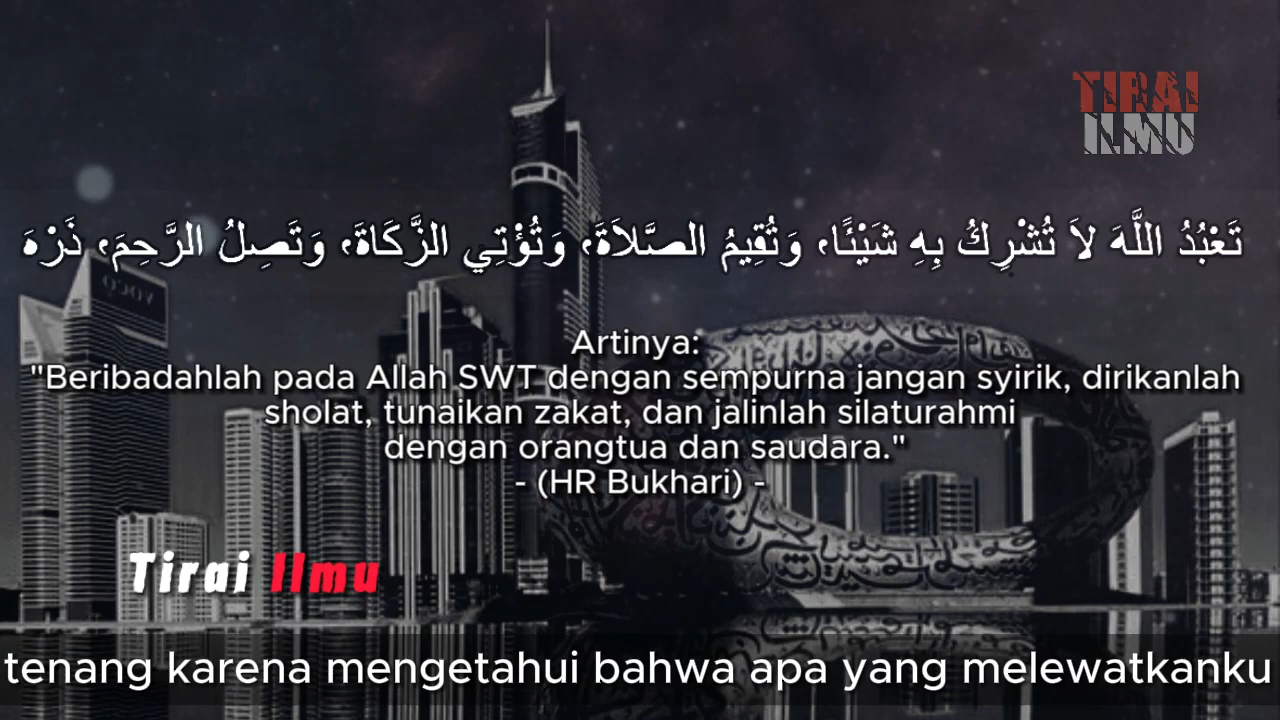 TIRAI
ILMU
تَعْبُدُ اللَّهَ لاَ تُشْرِكُ بِهِ شَيْئًا، وَتُقِيمُ الصَّلاَةَ، وَتُؤْتِي الزَّكَاةَ، وَتَصِلُ الرَّحِمَ، ذَرْهَ
Artinya:
"Beribadahlah pada Allah SWT dengan sempurna jangan syirik, dirikanlah
sholat, tunaikan zakat, dan jalinlah silaturahmi
dengan orangtua dan saudara."
- (HR Bukhari) -
Tirai Ilmu
tenang karena mengetahui bahwa apa yang melewatkanku